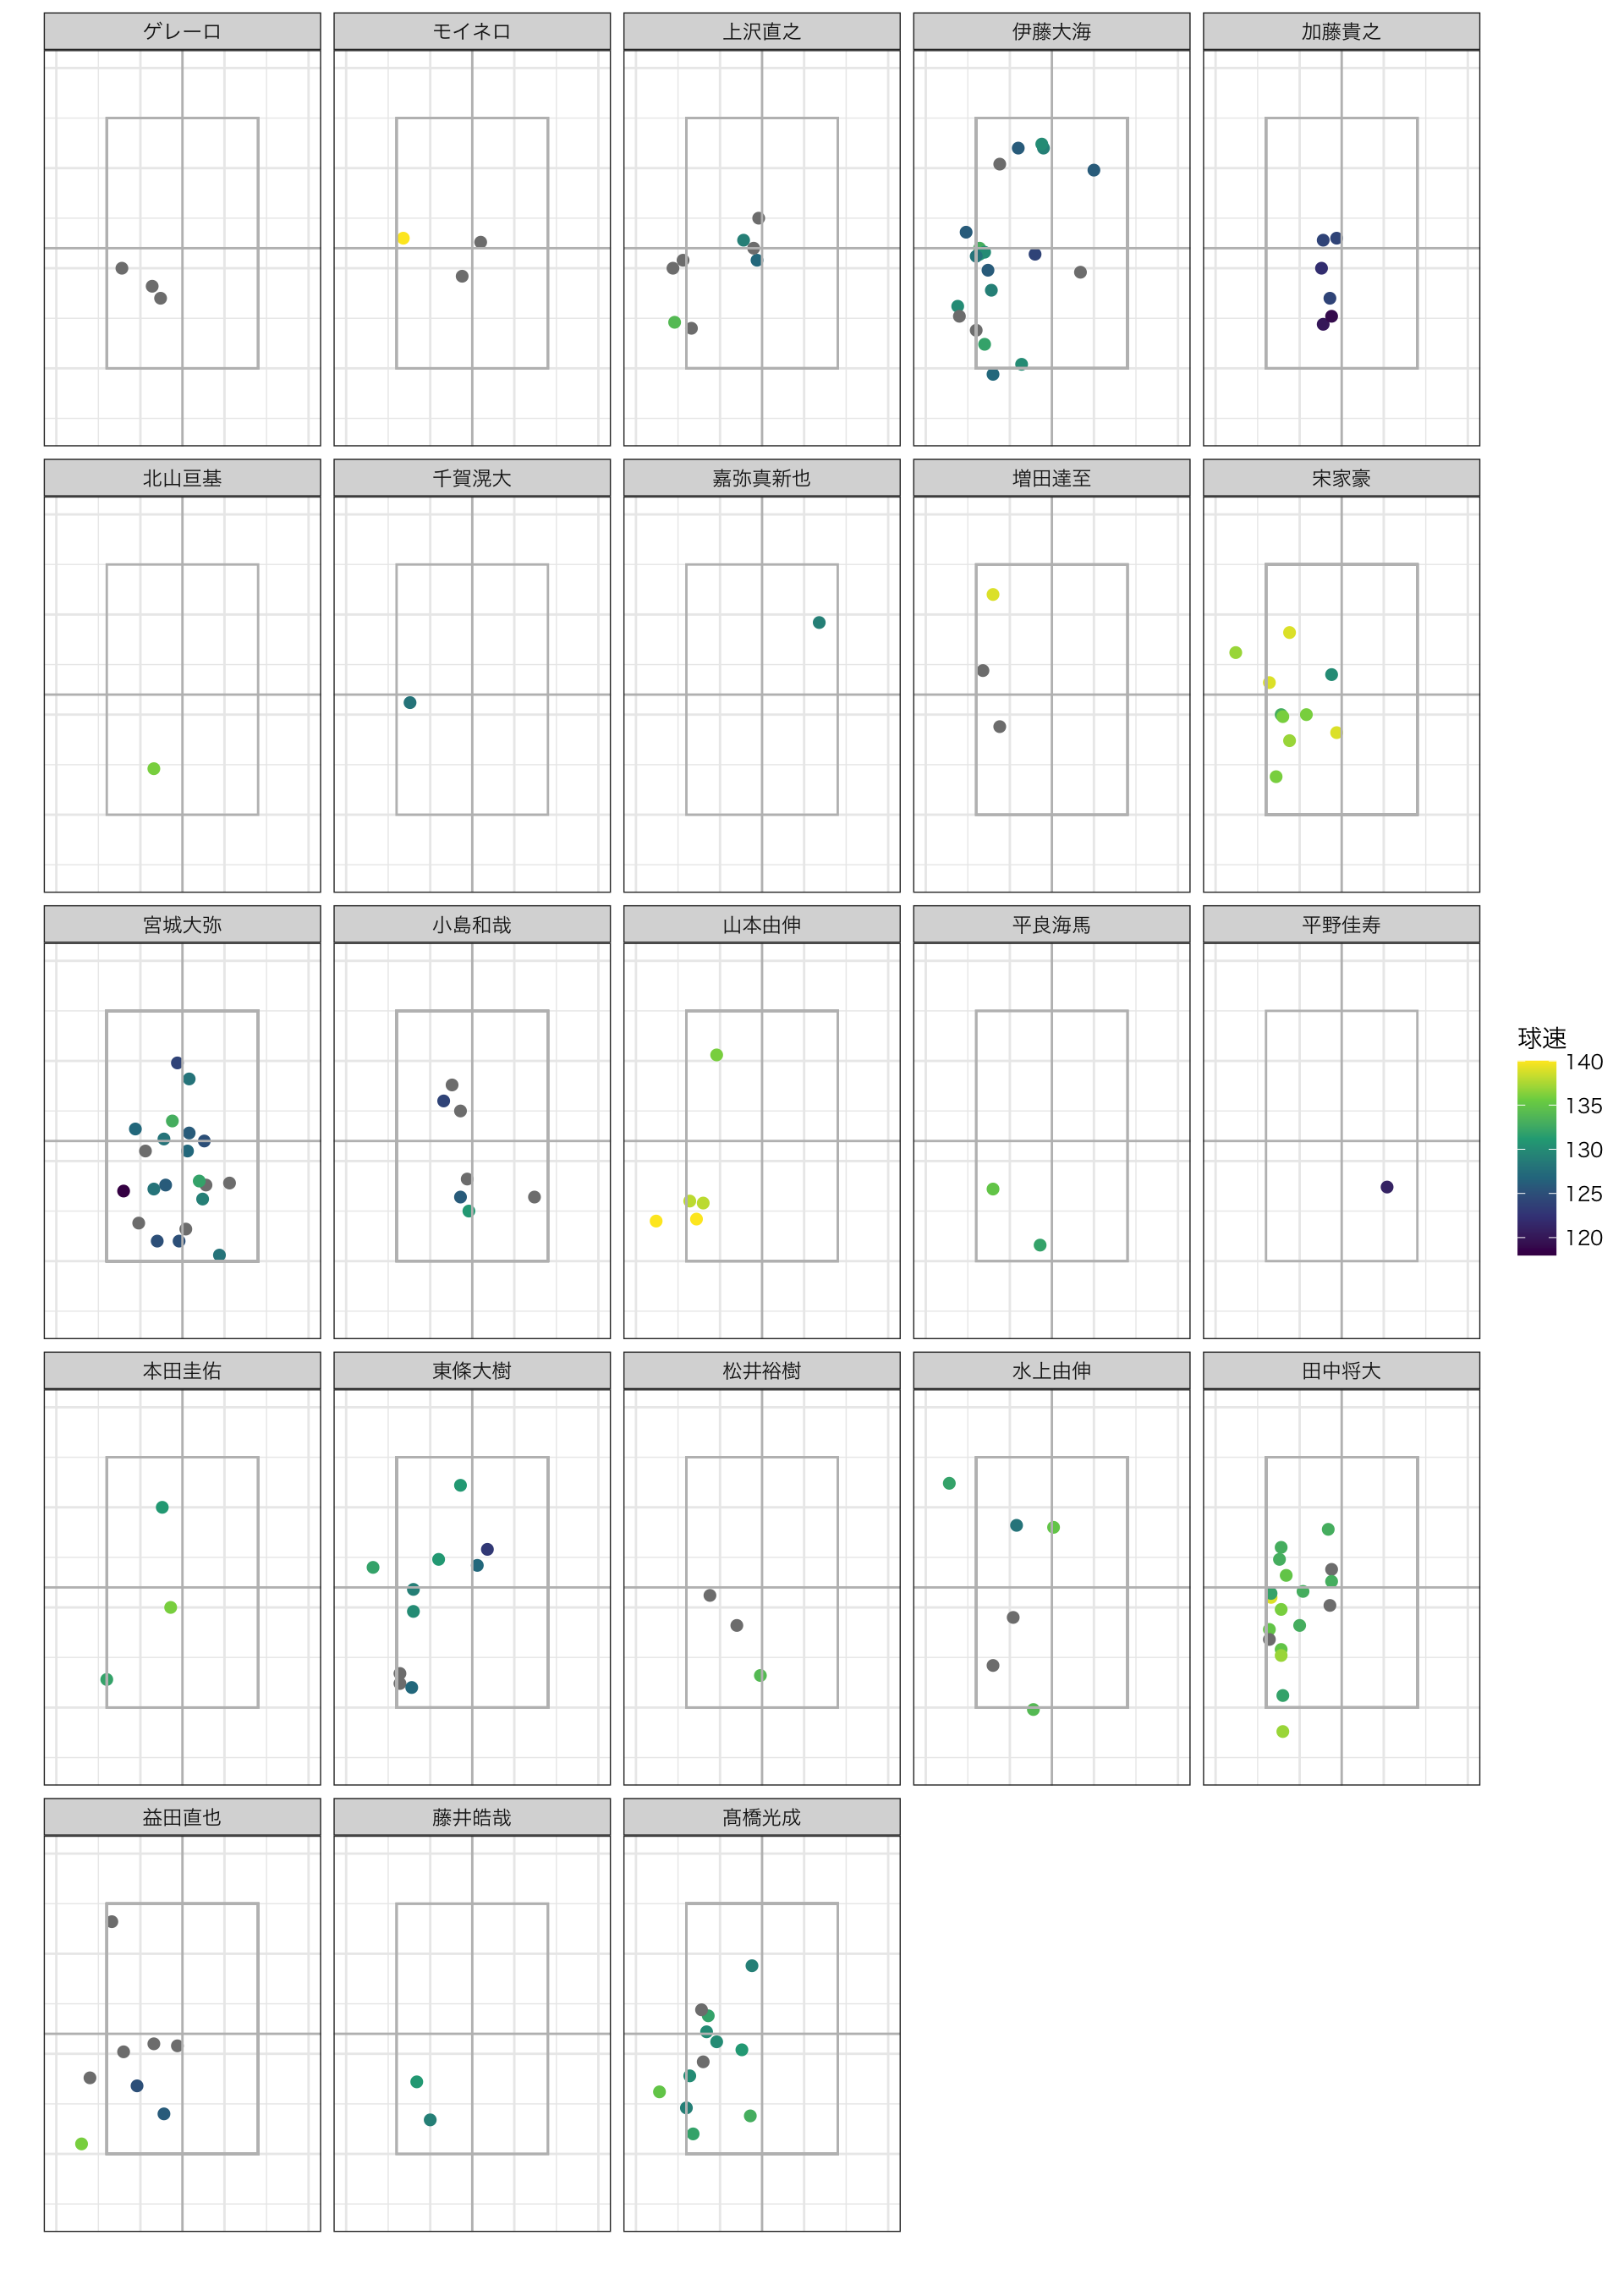 ゲレーロ
モイネロ
上沢直之
伊藤大海
加藤貴之
北山亘基
千賀滉大
嘉弥真新也
増田達至
宋家豪
宮城大弥
小島和哉
山本由伸
平良海馬
平野佳寿
本田圭佑
東條大樹
松井裕樹
水上由伸
田中将大
益田直也
藤井皓哉
髙橋光成
球速
140
135
130
125
120